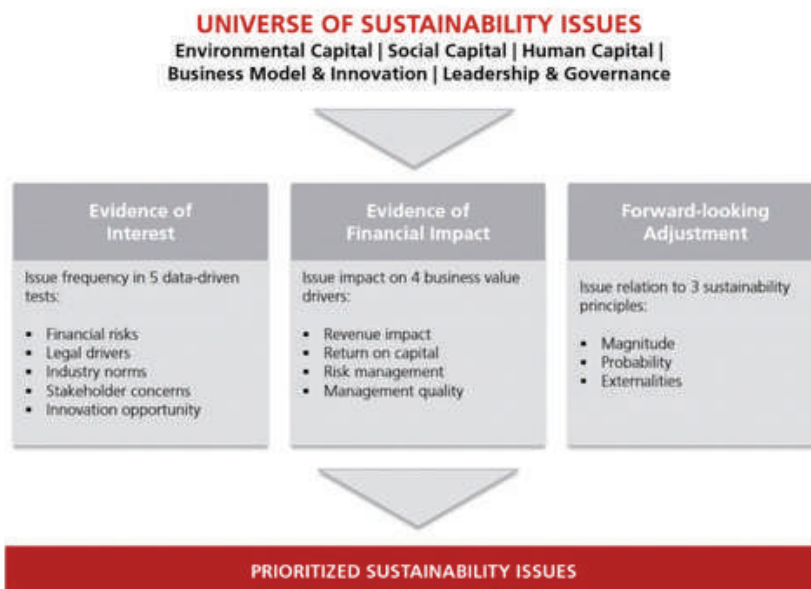 UNIVERSE OF SUSTAINABILITY ISSUES
Environmental Capital | Social Capital | Human Capital |
Business Model & Innovation | Leadership & Governance
Evidence of
Interest
Issue frequency in 5 data-driven
tests:
▪ Financial risks
▪ Legal drivers
▪ Industry norms
▪ Stakeholder concerns
▪ Innovation opportunity
Evidence of
Financial Impact
Issue impact on 4 business value
drivers:
▪ Revenue impact
▪ Return on capital
▪ Risk management
▪ Management quality
Forward-looking
Adjustment
Issue relation to 3 sustainability
principles:
▪ Magnitude
▪ Probability
▪ Externalities
PRIORITIZED SUSTAINABILITY ISSUES